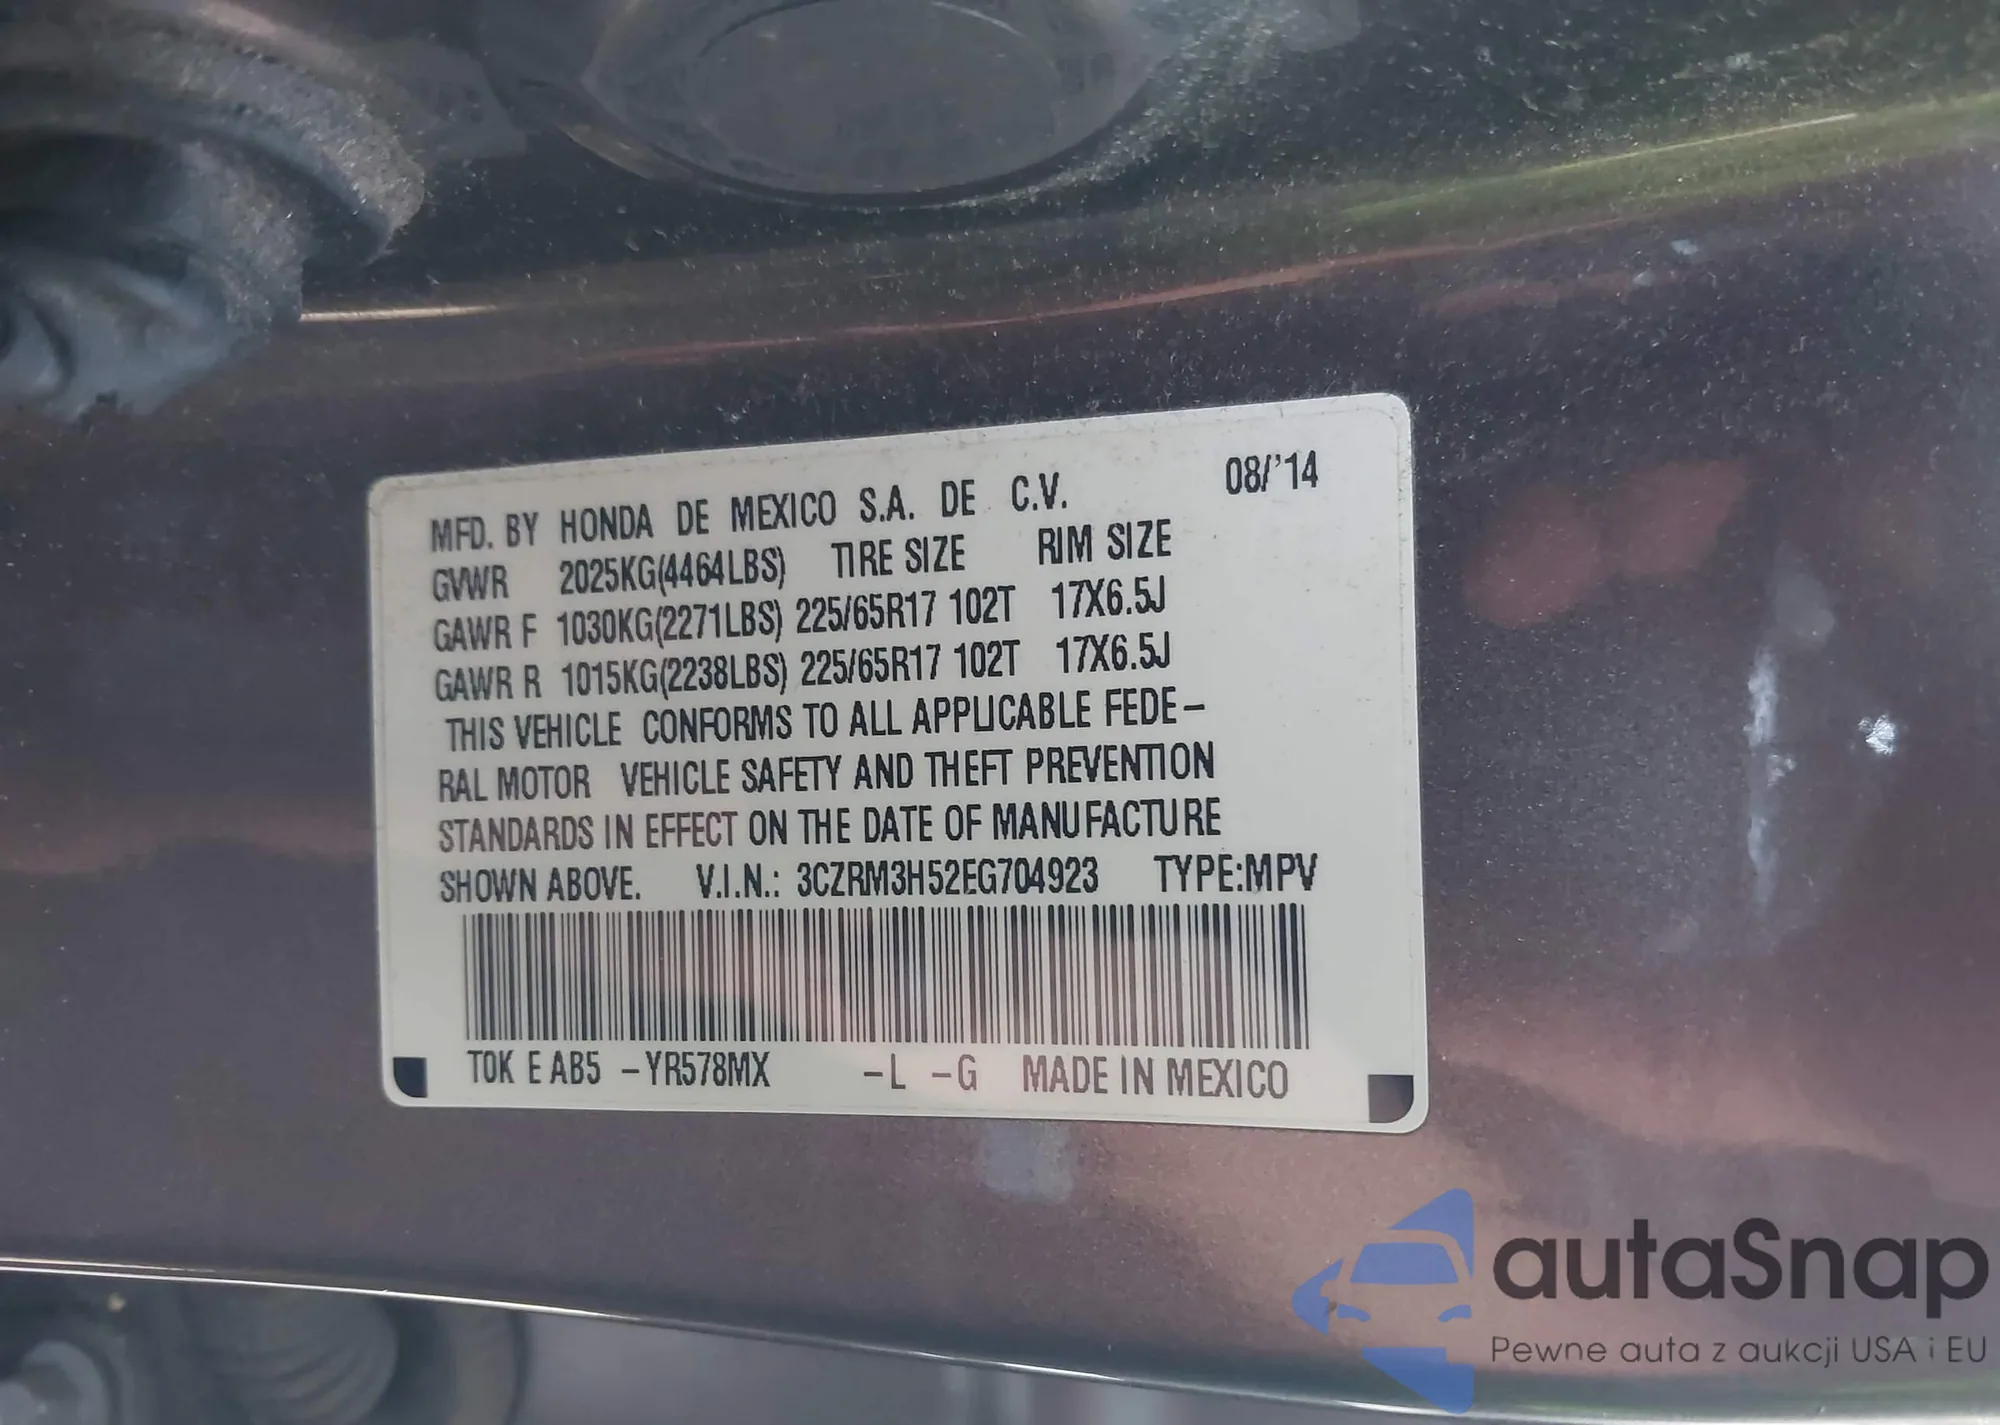 MFD. BY HONDA DE MEXICO S.A. DE C.V. 08/'14
GVWR 2025KG(4464LBS) TIRE SIZE RIM SIZE
GAWR F 1030KG(2271LBS) 225/65R17 102T 17X6.5J
GAWR R 1015KG(2238LBS) 225/65R17 102T 17X6.5J
THIS VEHICLE CONFORMS TO ALL APPLICABLE FEDE-
RAL MOTOR VEHICLE SAFETY AND THEFT PREVENTION
STANDARDS IN EFFECT ON THE DATE OF MANUFACTURE
SHOWN ABOVE. V.I.N.: 3CZRM3H52EG704923 TYPE:MPV
T0K E AB5 -YR578MX -L -G MADE IN MEXICO
autaSnap
Pewne auta z aukcji USA i EU